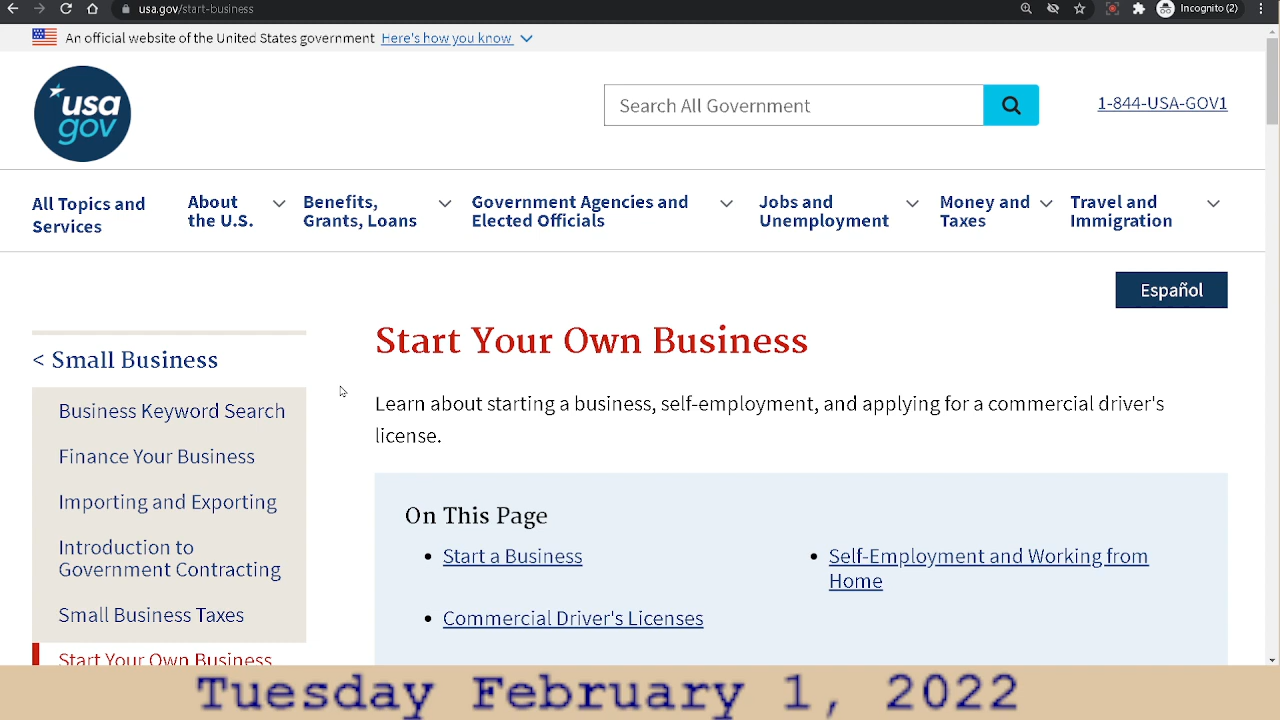 usa.gov/start-business
Incognito (2)
An official website of the United States government Here's how you know
usa
gov
Search All Government
1-844-USA-GOV1
All Topics and
Services
About
the U.S.
Benefits,
Grants, Loans
Government Agencies and
Elected Officials
Jobs and
Unemployment
Money and
Taxes
Travel and
Immigration
Español
< Small Business
Business Keyword Search
Finance Your Business
Importing and Exporting
Introduction to
Government Contracting
Small Business Taxes
Start Your Own Business
Start Your Own Business
Learn about starting a business, self-employment, and applying for a commercial driver's
license.
On This Page
• Start a Business
• Self-Employment and Working from
Home
• Commercial Driver's Licenses
Tuesday February 1, 2022